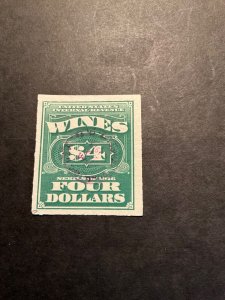 UNITED STATES
INTERNAL REVENUE
WINES
$4
SERIES OF 1916
FOUR
DOLLARS